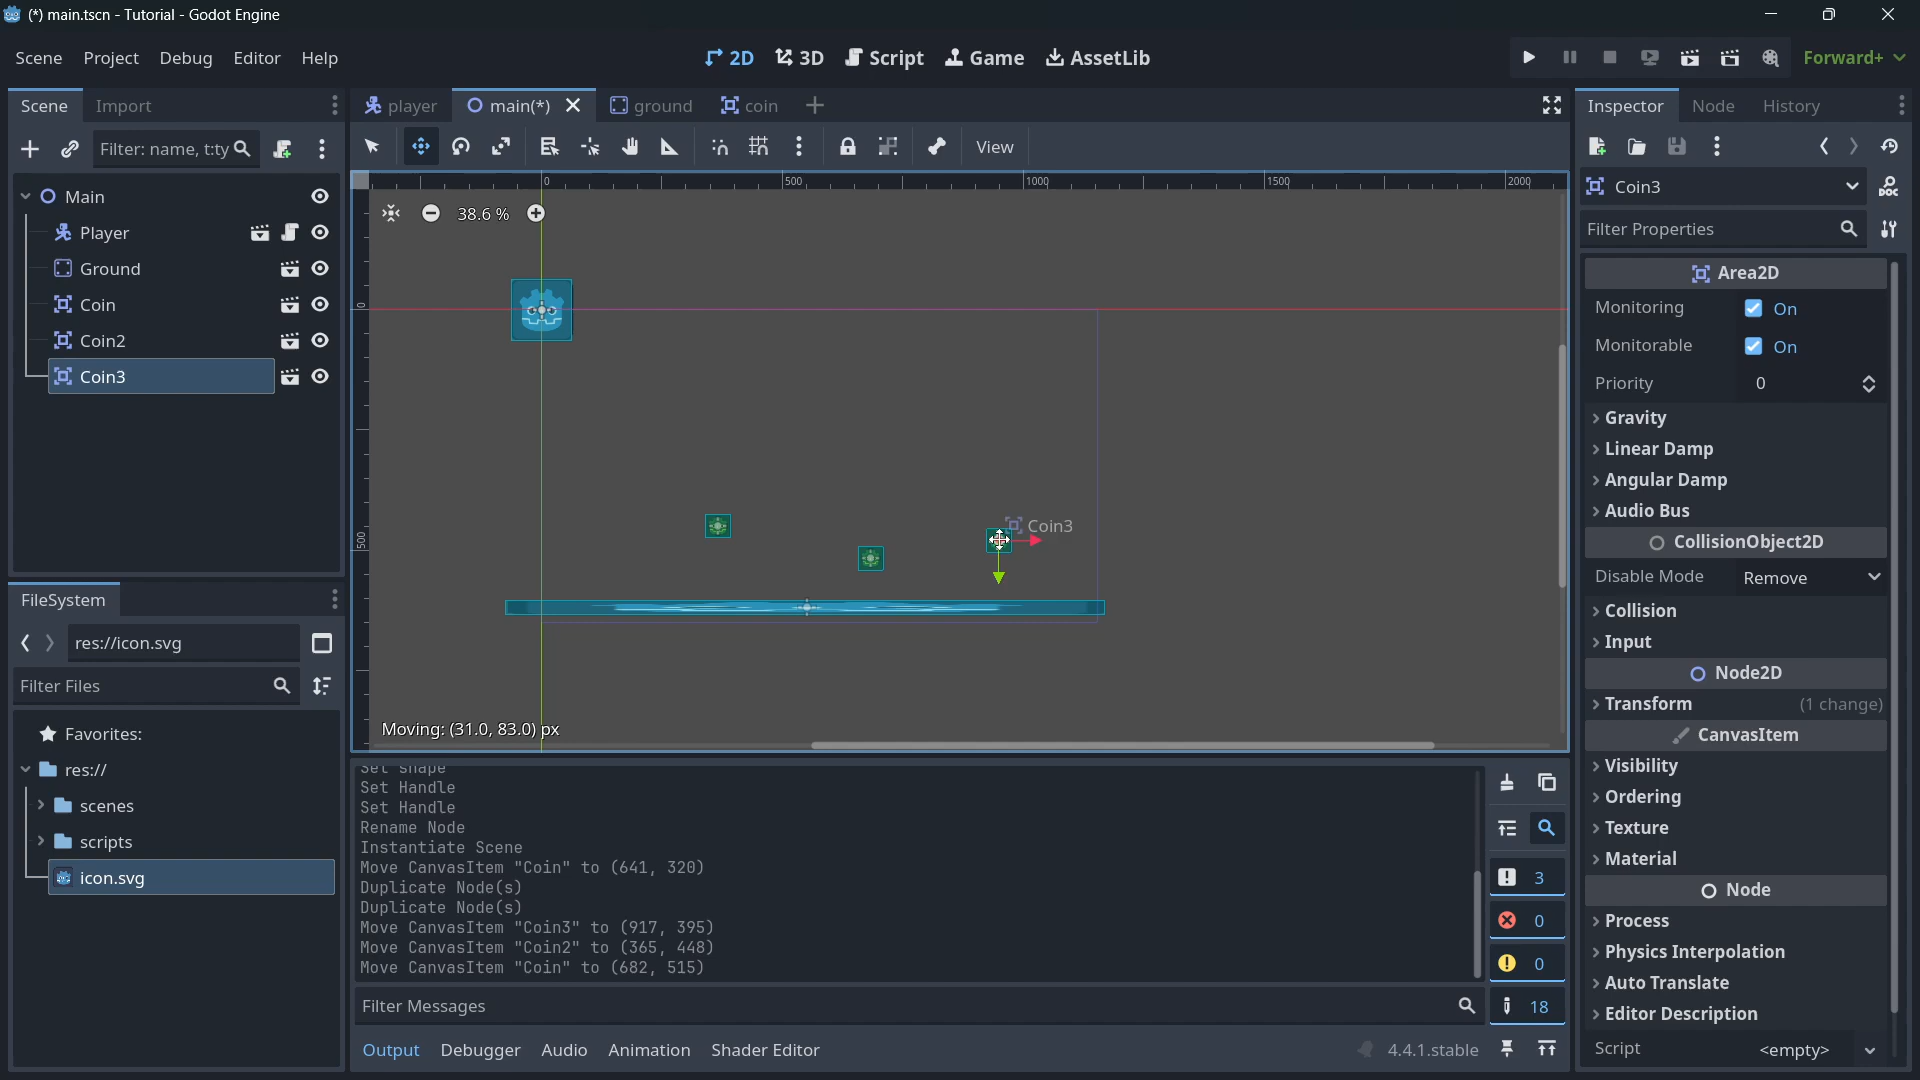 (*) main.tscn - Tutorial - Godot Engine
Scene Project Debug Editor Help
2D 3D Script Game AssetLib
Forward+
Scene Import
player main(*) ground coin
Inspector Node History
Filter: name, t:ty
View
Coin3
Filter Properties
Main
Player
Ground
Coin
Coin2
Coin3
0 500 1000 1500 2000
38.6 %
0
500
Coin3
Moving: (31.0, 83.0) px
Area2D
Monitoring On
Monitorable On
Priority 0
Gravity
Linear Damp
Angular Damp
Audio Bus
CollisionObject2D
Disable Mode Remove
Collision
Input
Node2D
Transform (1 change)
CanvasItem
Visibility
Ordering
Texture
Material
Node
Process
Physics Interpolation
Auto Translate
Editor Description
Script <empty>
FileSystem
res://icon.svg
Filter Files
Favorites:
res://
scenes
scripts
icon.svg
Set shape
Set Handle
Set Handle
Rename Node
Instantiate Scene
Move CanvasItem "Coin" to (641, 320)
Duplicate Node(s)
Duplicate Node(s)
Move CanvasItem "Coin3" to (917, 395)
Move CanvasItem "Coin2" to (365, 448)
Move CanvasItem "Coin" to (682, 515)
3
0
0
18
Filter Messages
Output Debugger Audio Animation Shader Editor
4.4.1.stable
DOC